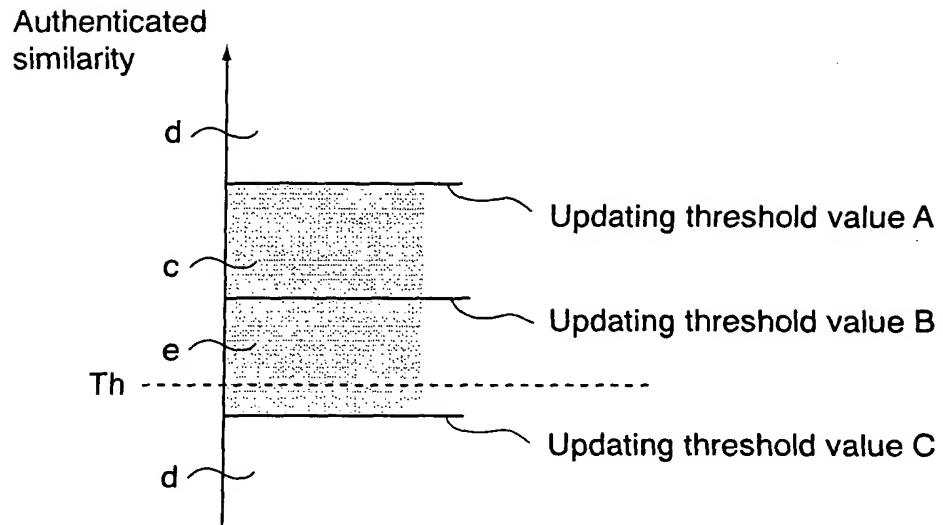 Authenticated
similarity
d
Updating threshold value A
c
Updating threshold value B
e
Th
Updating threshold value C
d